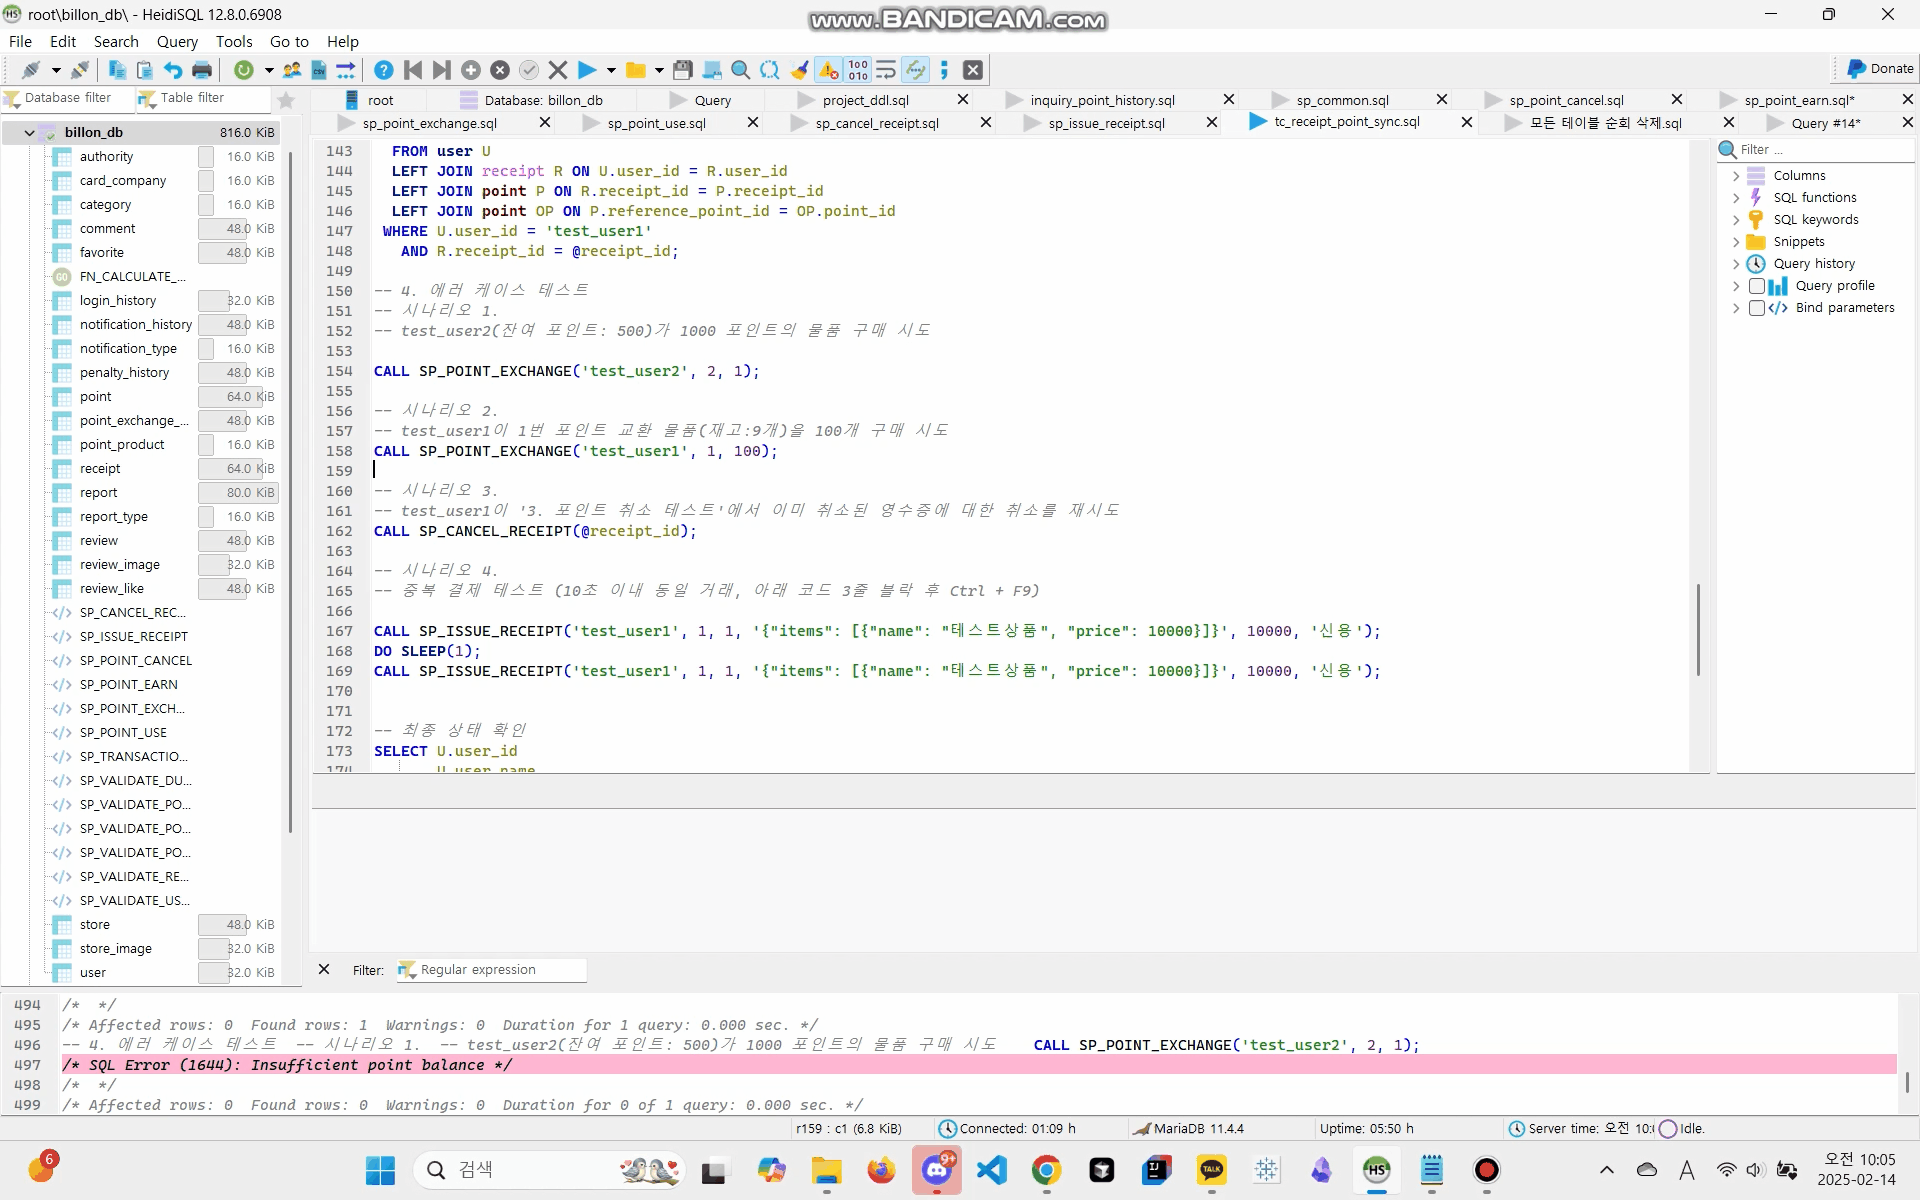 root\billon_db\ - HeidiSQL 12.8.0.6908
www.BANDICAM.com
File Edit Search Query Tools Go to Help
Donate
Database filter
Table filter
root
Database: billon_db
Query
project_ddl.sql
inquiry_point_history.sql
sp_common.sql
sp_point_cancel.sql
sp_point_earn.sql*
sp_point_exchange.sql
sp_point_use.sql
sp_cancel_receipt.sql
sp_issue_receipt.sql
tc_receipt_point_sync.sql
모든 테이블 순회 삭제.sql
Query #14*
billon_db 816.0 KiB
authority 16.0 KiB
card_company 16.0 KiB
category 16.0 KiB
comment 48.0 KiB
favorite 48.0 KiB
FN_CALCULATE_...
login_history 32.0 KiB
notification_history 48.0 KiB
notification_type 16.0 KiB
penalty_history 48.0 KiB
point 64.0 KiB
point_exchange_... 48.0 KiB
point_product 16.0 KiB
receipt 64.0 KiB
report 80.0 KiB
report_type 16.0 KiB
review 48.0 KiB
review_image 32.0 KiB
review_like 48.0 KiB
SP_CANCEL_REC...
SP_ISSUE_RECEIPT
SP_POINT_CANCEL
SP_POINT_EARN
SP_POINT_EXCH...
SP_POINT_USE
SP_TRANSACTIO...
SP_VALIDATE_DU...
SP_VALIDATE_PO...
SP_VALIDATE_PO...
SP_VALIDATE_PO...
SP_VALIDATE_RE...
SP_VALIDATE_US...
store 48.0 KiB
store_image 32.0 KiB
user 32.0 KiB
143 FROM user U
144 LEFT JOIN receipt R ON U.user_id = R.user_id
145 LEFT JOIN point P ON R.receipt_id = P.receipt_id
146 LEFT JOIN point OP ON P.reference_point_id = OP.point_id
147 WHERE U.user_id = 'test_user1'
148 AND R.receipt_id = @receipt_id;
149
150 -- 4. 에러 케이스 테스트
151 -- 시나리오 1.
152 -- test_user2(잔여 포인트: 500)가 1000 포인트의 물품 구매 시도
153
154 CALL SP_POINT_EXCHANGE('test_user2', 2, 1);
155
156 -- 시나리오 2.
157 -- test_user1이 1번 포인트 교환 물품(재고:9개)을 100개 구매 시도
158 CALL SP_POINT_EXCHANGE('test_user1', 1, 100);
159
160 -- 시나리오 3.
161 -- test_user1이 '3. 포인트 취소 테스트'에서 이미 취소된 영수증에 대한 취소를 재시도
162 CALL SP_CANCEL_RECEIPT(@receipt_id);
163
164 -- 시나리오 4.
165 -- 중복 결제 테스트 (10초 이내 동일 거래, 아래 코드 3줄 블락 후 Ctrl + F9)
166
167 CALL SP_ISSUE_RECEIPT('test_user1', 1, 1, '{"items": [{"name": "테스트상품", "price": 10000}]}', 10000, '신용');
168 DO SLEEP(1);
169 CALL SP_ISSUE_RECEIPT('test_user1', 1, 1, '{"items": [{"name": "테스트상품", "price": 10000}]}', 10000, '신용');
170
171
172 -- 최종 상태 확인
173 SELECT U.user_id
174 U.user_name
Filter ...
Columns
SQL functions
SQL keywords
Snippets
Query history
Query profile
Bind parameters
Filter: Regular expression
494 /* */
495 /* Affected rows: 0 Found rows: 1 Warnings: 0 Duration for 1 query: 0.000 sec. */
496 -- 4. 에러 케이스 테스트 -- 시나리오 1. -- test_user2(잔여 포인트: 500)가 1000 포인트의 물품 구매 시도 CALL SP_POINT_EXCHANGE('test_user2', 2, 1);
497 /* SQL Error (1644): Insufficient point balance */
498 /* */
499 /* Affected rows: 0 Found rows: 0 Warnings: 0 Duration for 0 of 1 query: 0.000 sec. */
r159 : c1 (6.8 KiB)
Connected: 01:09 h
MariaDB 11.4.4
Uptime: 05:50 h
Server time: 오전 10:
Idle.
6
검색
9+
TALK
HS
A
오전 10:05
2025-02-14